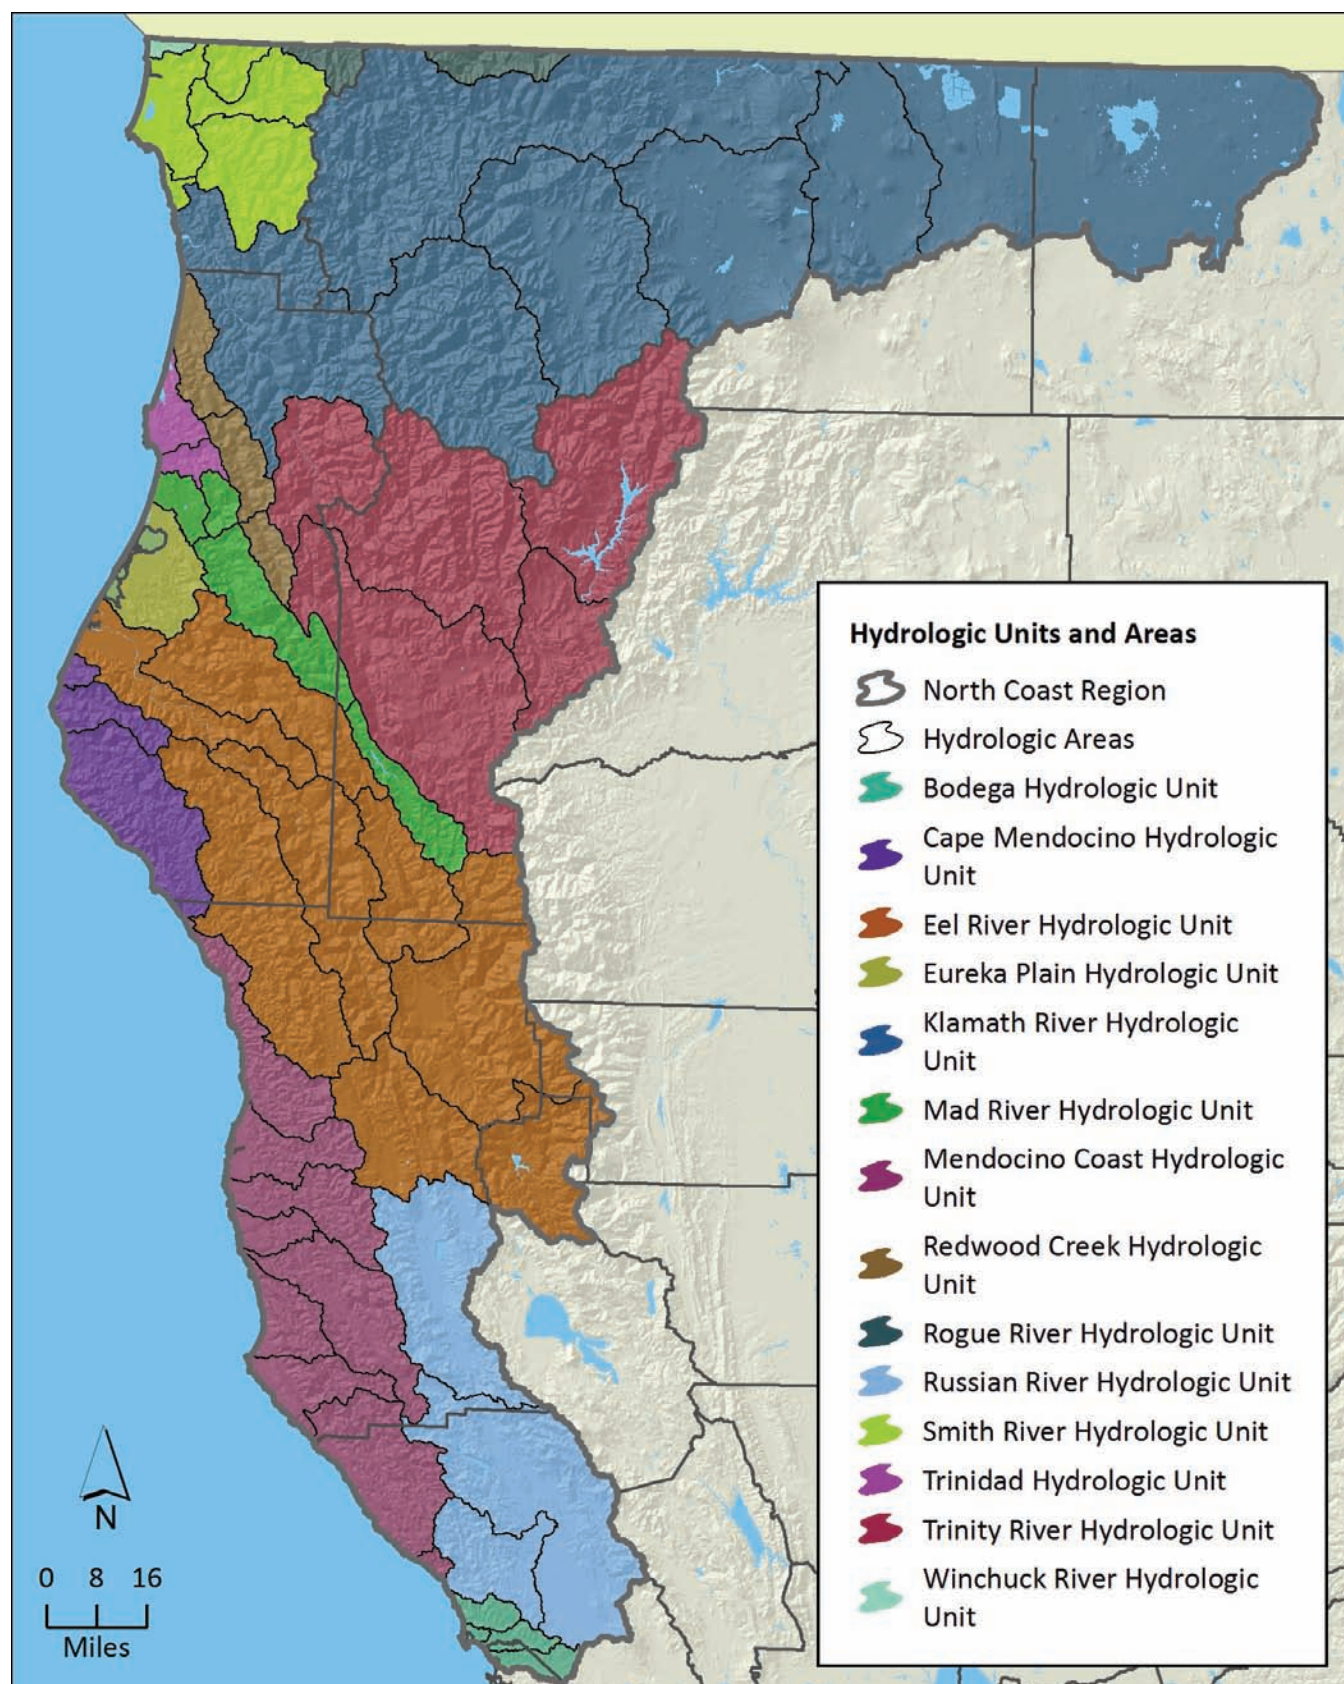 Hydrologic Units and Areas
North Coast Region
Hydrologic Areas
Bodega Hydrologic Unit
Cape Mendocino Hydrologic
Unit
Eel River Hydrologic Unit
Eureka Plain Hydrologic Unit
Klamath River Hydrologic
Unit
Mad River Hydrologic Unit
Mendocino Coast Hydrologic
Unit
Redwood Creek Hydrologic
Unit
Rogue River Hydrologic Unit
Russian River Hydrologic Unit
Smith River Hydrologic Unit
Trinidad Hydrologic Unit
Trinity River Hydrologic Unit
Winchuck River Hydrologic
Unit
N
0 8 16
Miles